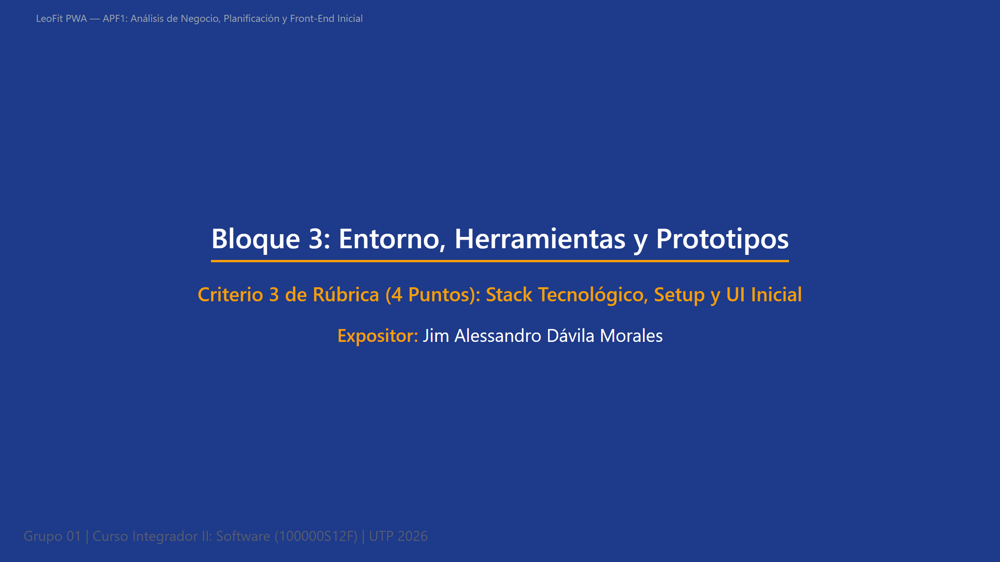 LeoFit PWA — APF1: Análisis de Negocio, Planificación y Front-End Inicial
Bloque 3: Entorno, Herramientas y Prototipos
Criterio 3 de Rúbrica (4 Puntos): Stack Tecnológico, Setup y UI Inicial
Expositor: Jim Alessandro Dávila Morales
Grupo 01 | Curso Integrador II: Software (100000S12F) | UTP 2026